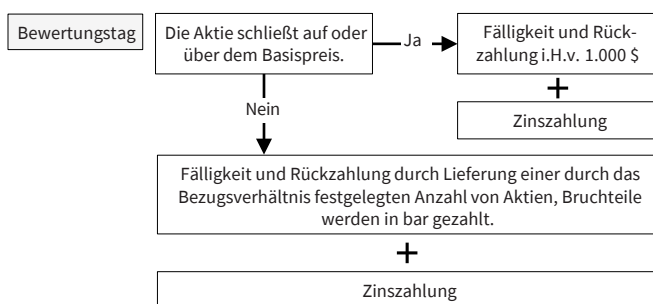 Bewertungstag
Die Aktie schließt auf oder
über dem Basispreis.
Ja
Fälligkeit und Rück-
zahlung i.H.v. 1.000 $
+
Zinszahlung
Nein
Fälligkeit und Rückzahlung durch Lieferung einer durch das
Bezugsverhältnis festgelegten Anzahl von Aktien, Bruchteile
werden in bar gezahlt.
+
Zinszahlung